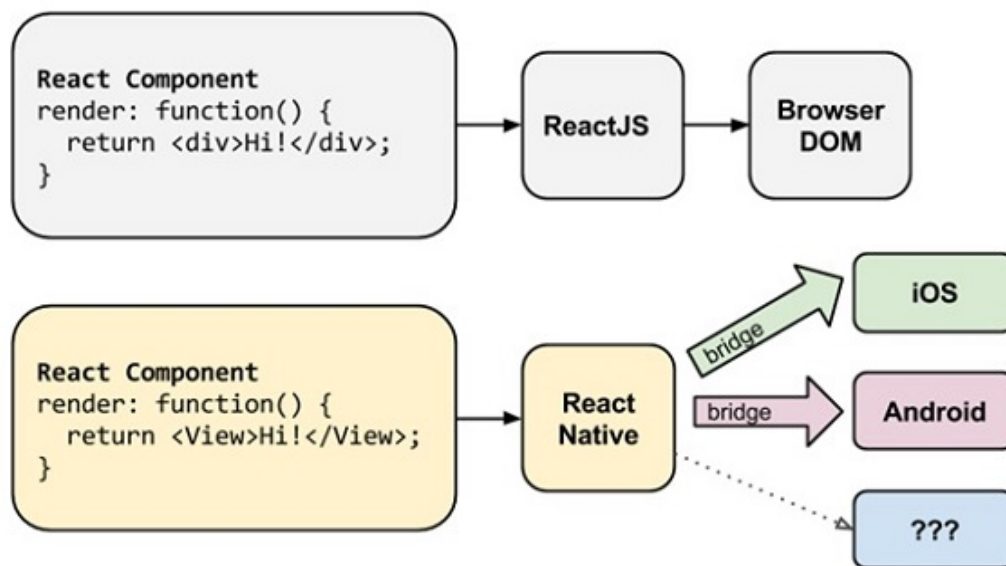 React Component
render: function() {
  return <div>Hi!</div>;
}
ReactJS
Browser
DOM
React Component
render: function() {
  return <View>Hi!</View>;
}
React
Native
bridge
iOS
bridge
Android
???